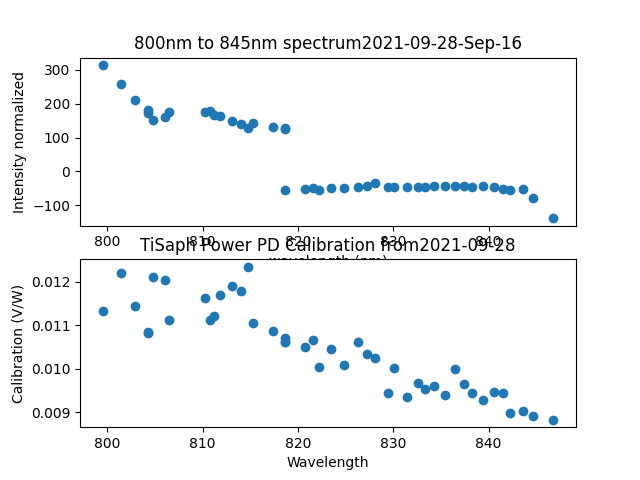 800nm to 845nm spectrum2021-09-28-Sep-16
Intensity normalized
300
200
100
0
−100
800 810 820 830 840
wavelength (nm)
TiSaph Power PD Calibration from2021-09-28
Calibration (V/W)
0.012
0.011
0.010
0.009
800 810 820 830 840
Wavelength